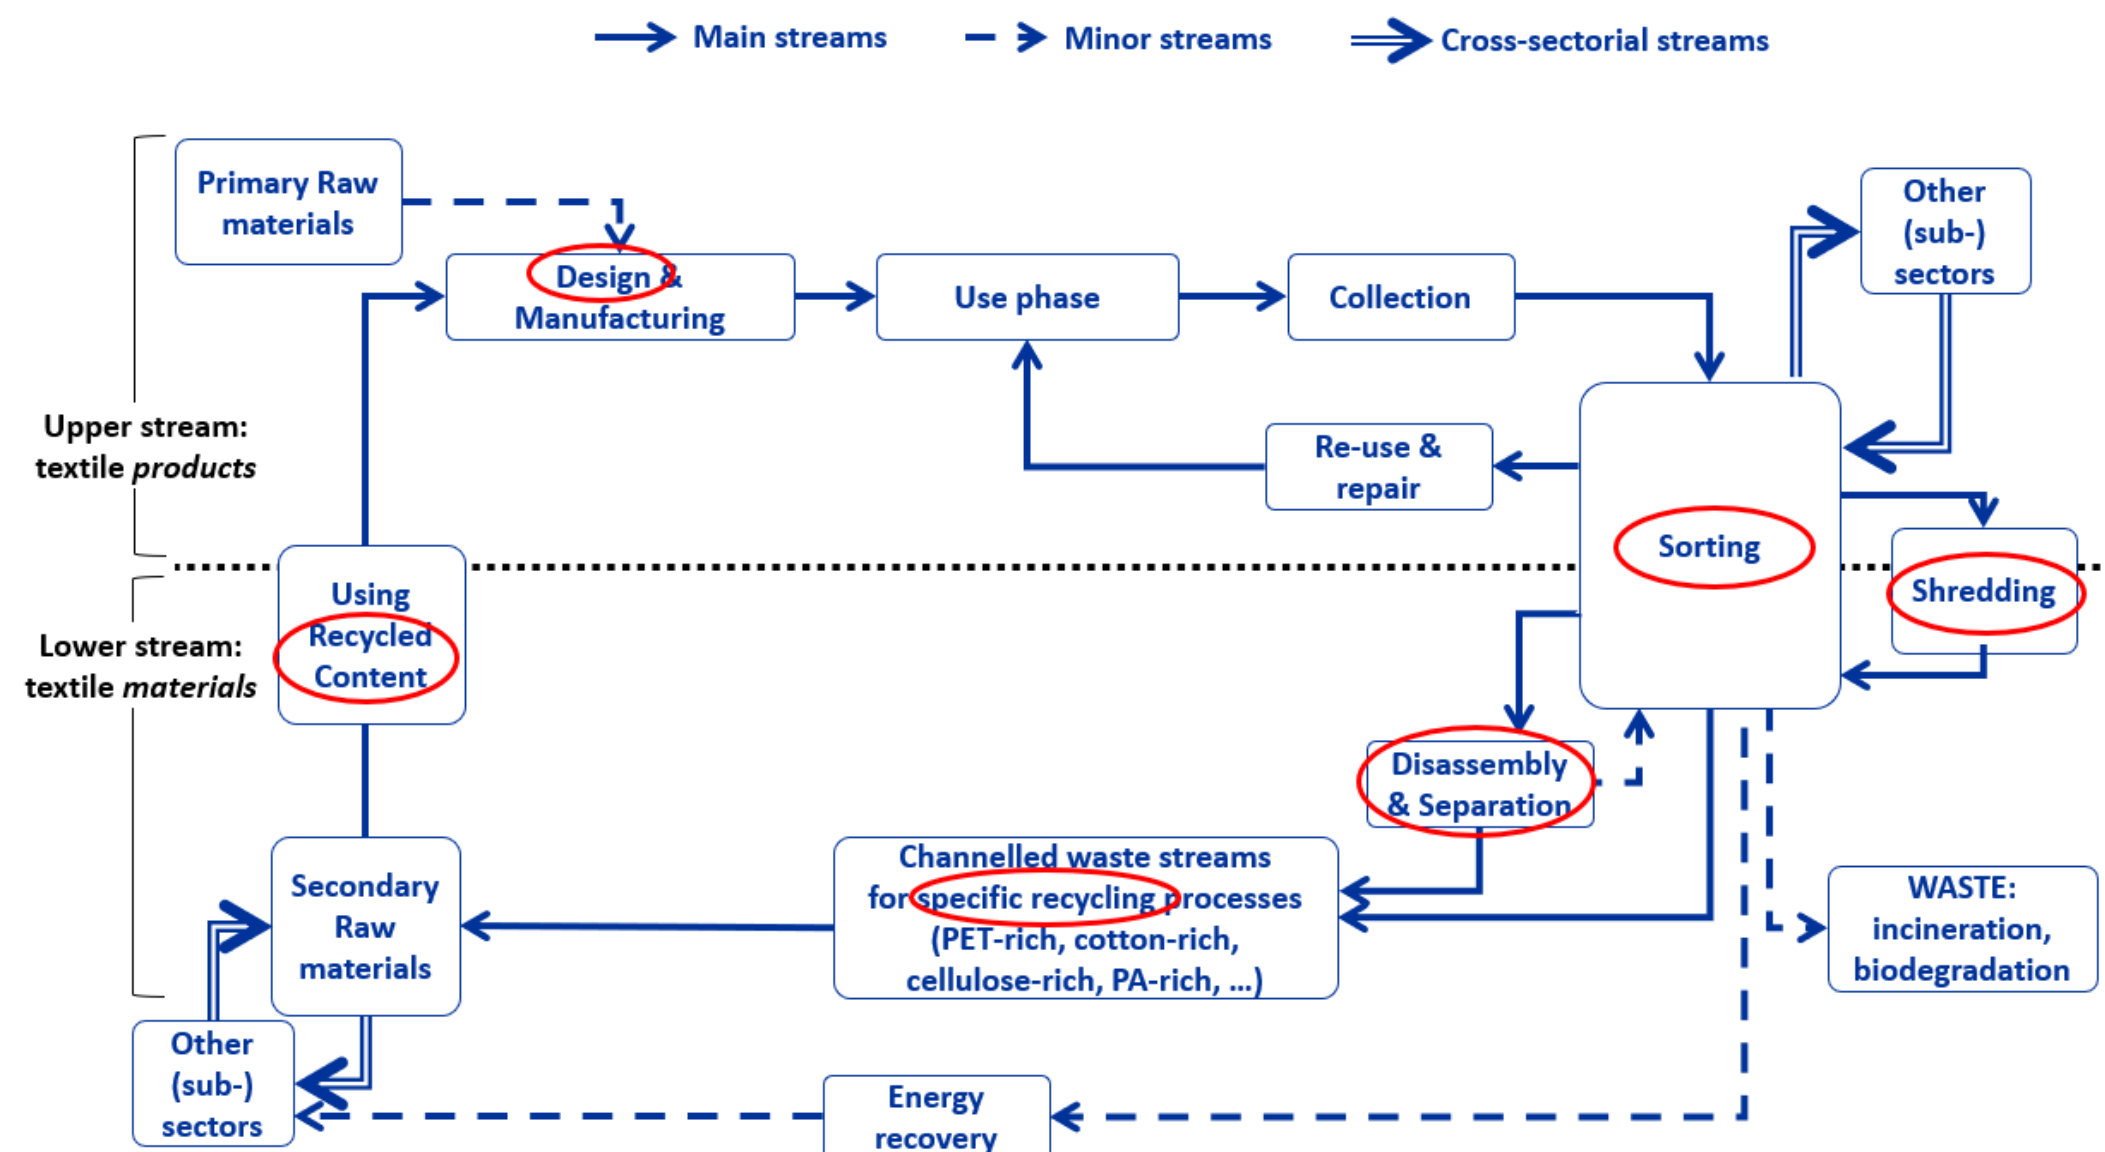 Main streams
Minor streams
Cross-sectorial streams
Primary Raw
materials
Other
(sub-)
sectors
Design &
Manufacturing
Use phase
Collection
Upper stream:
textile products
Re-use &
repair
Sorting
Shredding
Using
Recycled
Content
Lower stream:
textile materials
Disassembly
& Separation
Channelled waste streams
for specific recycling processes
(PET-rich, cotton-rich,
cellulose-rich, PA-rich, ...)
Secondary
Raw
materials
WASTE:
incineration,
biodegradation
Other
(sub-)
sectors
Energy
recovery